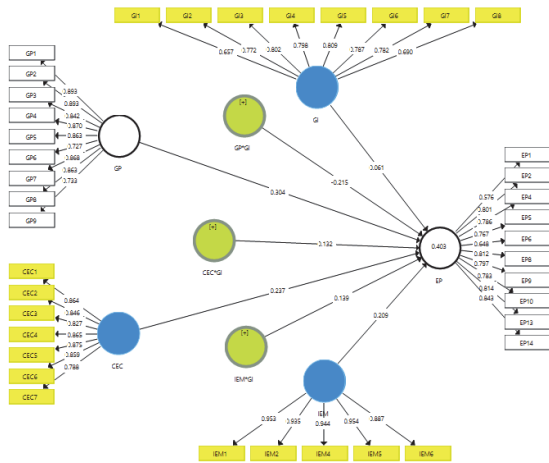 GI1 GI2 GI3 GI4 GI5 GI6 GI7 GI8
0.657 0.772 0.802 0.798 0.809 0.787 0.782 0.690
GI
GP1
GP2
GP3
GP4
GP5
GP6
GP7
GP8
GP9
0.893
0.893
0.842
0.870
0.863
0.727
0.868
0.863
0.733
GP
[+]
GP*GI
0.061
-0.215
0.304
[+]
CEC*GI
0.132
0.237
0.139
0.209
0.403
EP
EP1
EP2
EP4
EP5
EP6
EP8
EP9
EP10
EP13
EP14
0.576
0.801
0.786
0.767
0.648
0.812
0.797
0.783
0.814
0.843
CEC1
CEC2
CEC3
CEC4
CEC5
CEC6
CEC7
0.864
0.846
0.827
0.865
0.875
0.859
0.788
CEC
[+]
IEM*GI
IEM
0.953 0.935 0.944 0.954 0.887
IEM1 IEM2 IEM4 IEM5 IEM6